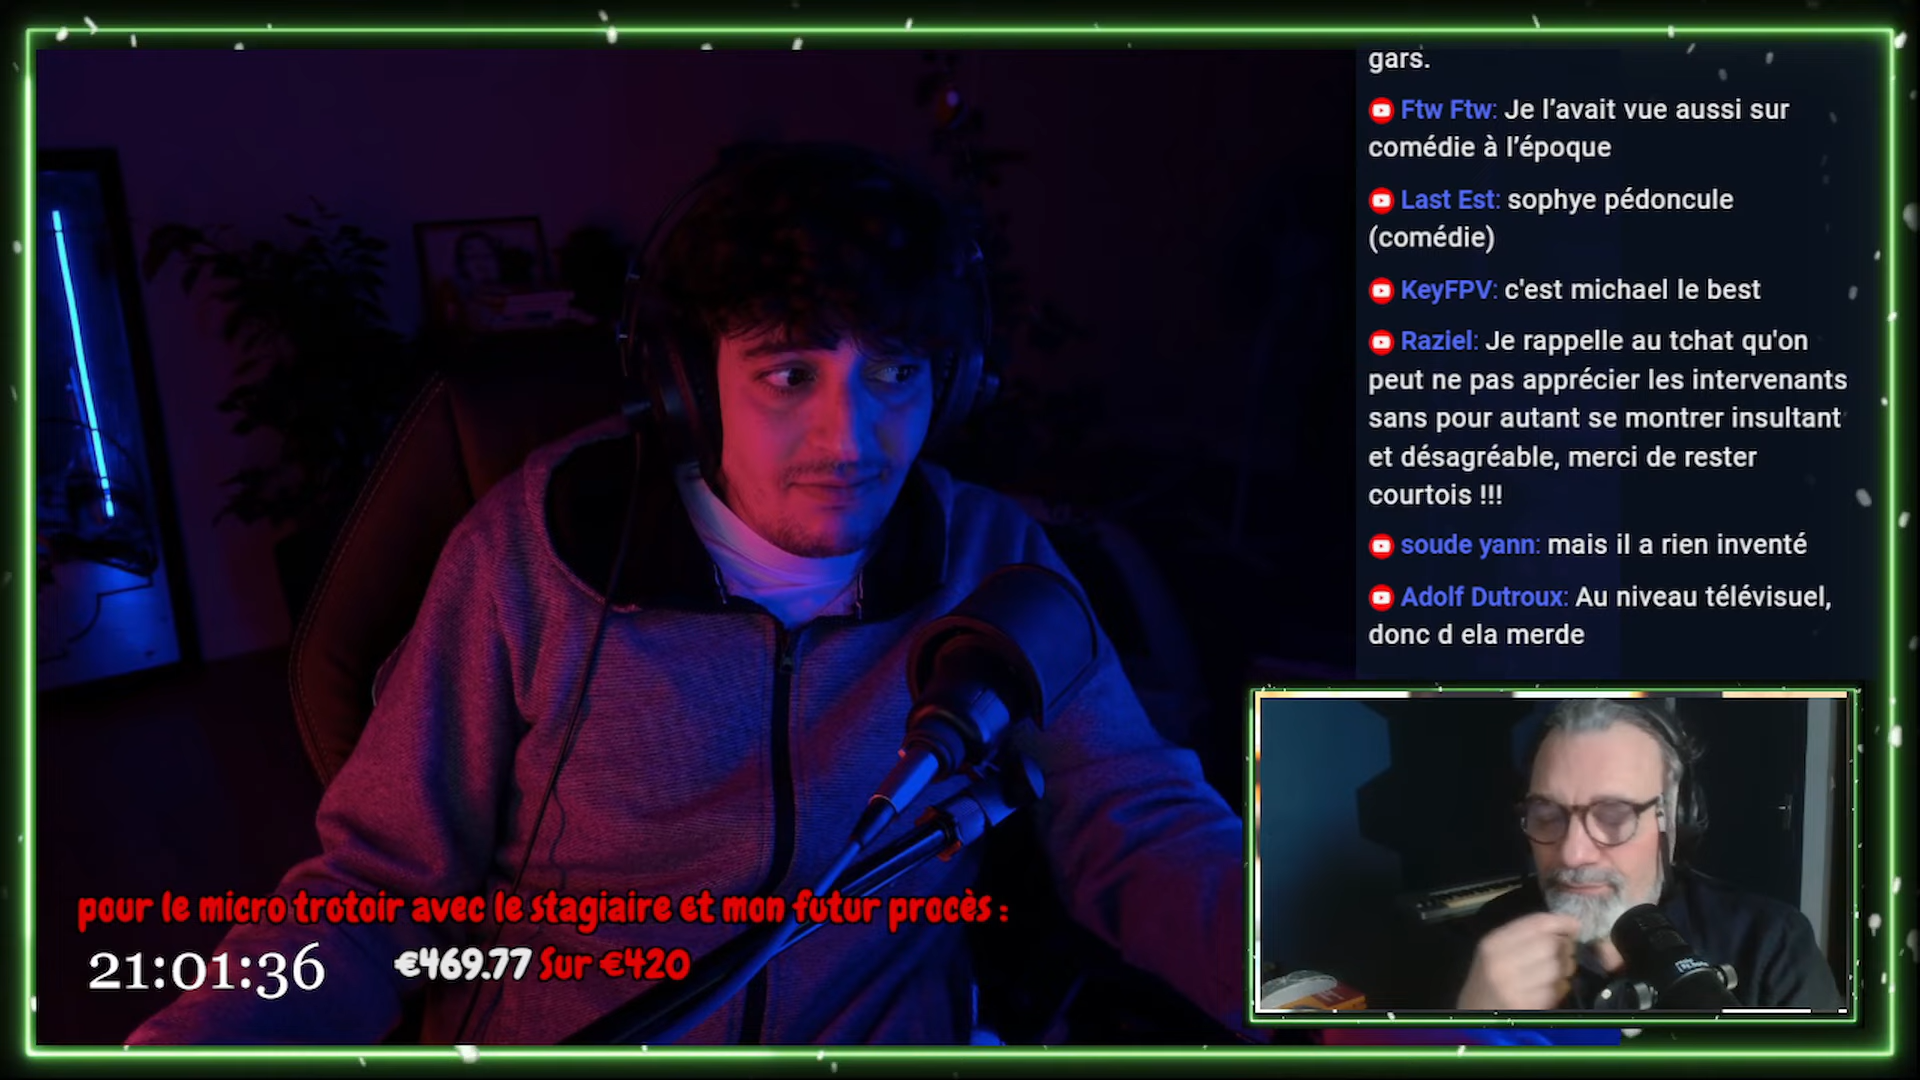 gars.
Ftw Ftw: Je l'avait vue aussi sur
comédie à l'époque
Last Est: sophye pédoncule
(comédie)
KeyFPV: c'est michael le best
Raziel: Je rappelle au tchat qu'on
peut ne pas apprécier les intervenants
sans pour autant se montrer insultant
et désagréable, merci de rester
courtois !!!
soude yann: mais il a rien inventé
Adolf Dutroux: Au niveau télévisuel,
donc d ela merde
pour le micro trotoir avec le stagiaire et mon futur procès :
21:01:36
€469.77 Sur €420